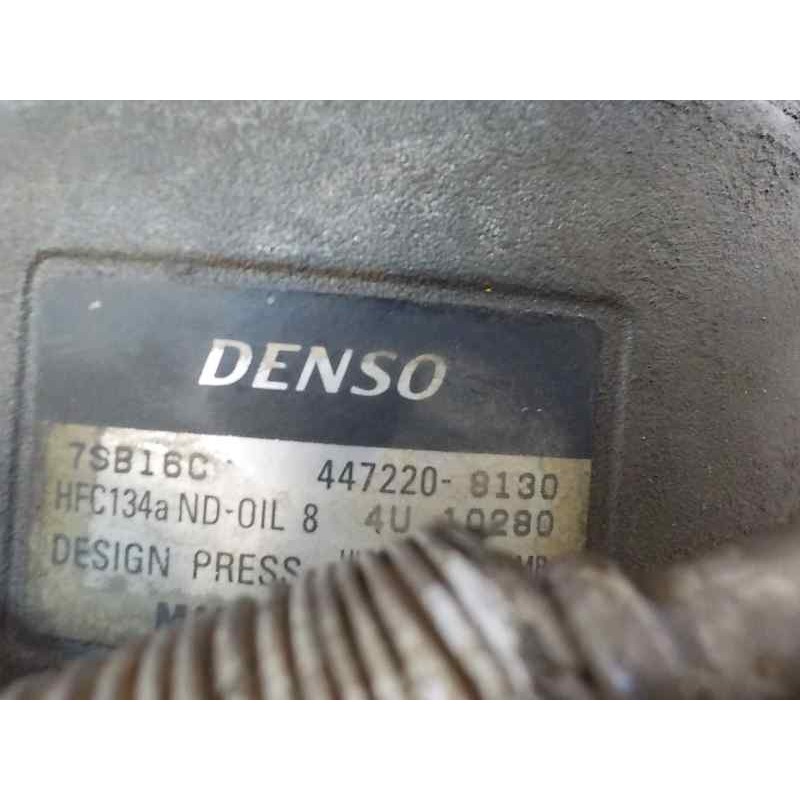 DENSO
7SB16C 447220-8130
HFC134a ND-OIL 8 4U 10280
DESIGN PRESS